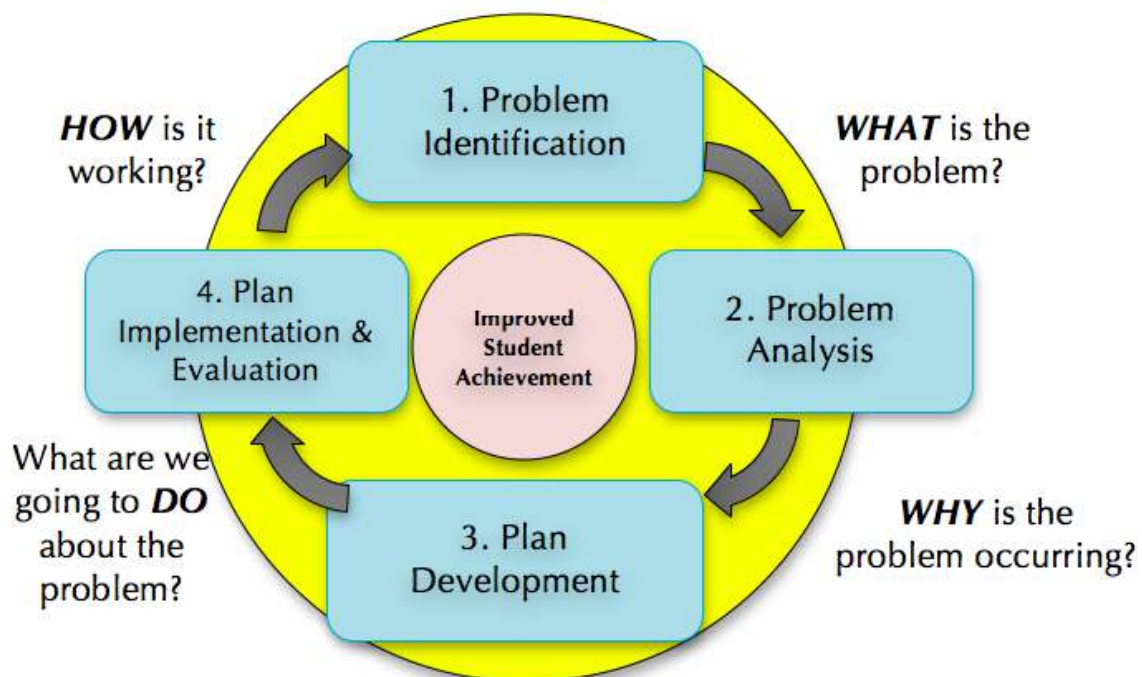 1. Problem
Identification
WHAT is the
problem?
2. Problem
Analysis
WHY is the
problem occurring?
3. Plan
Development
What are we
going to DO
about the
problem?
4. Plan
Implementation &
Evaluation
HOW is it
working?
Improved
Student
Achievement